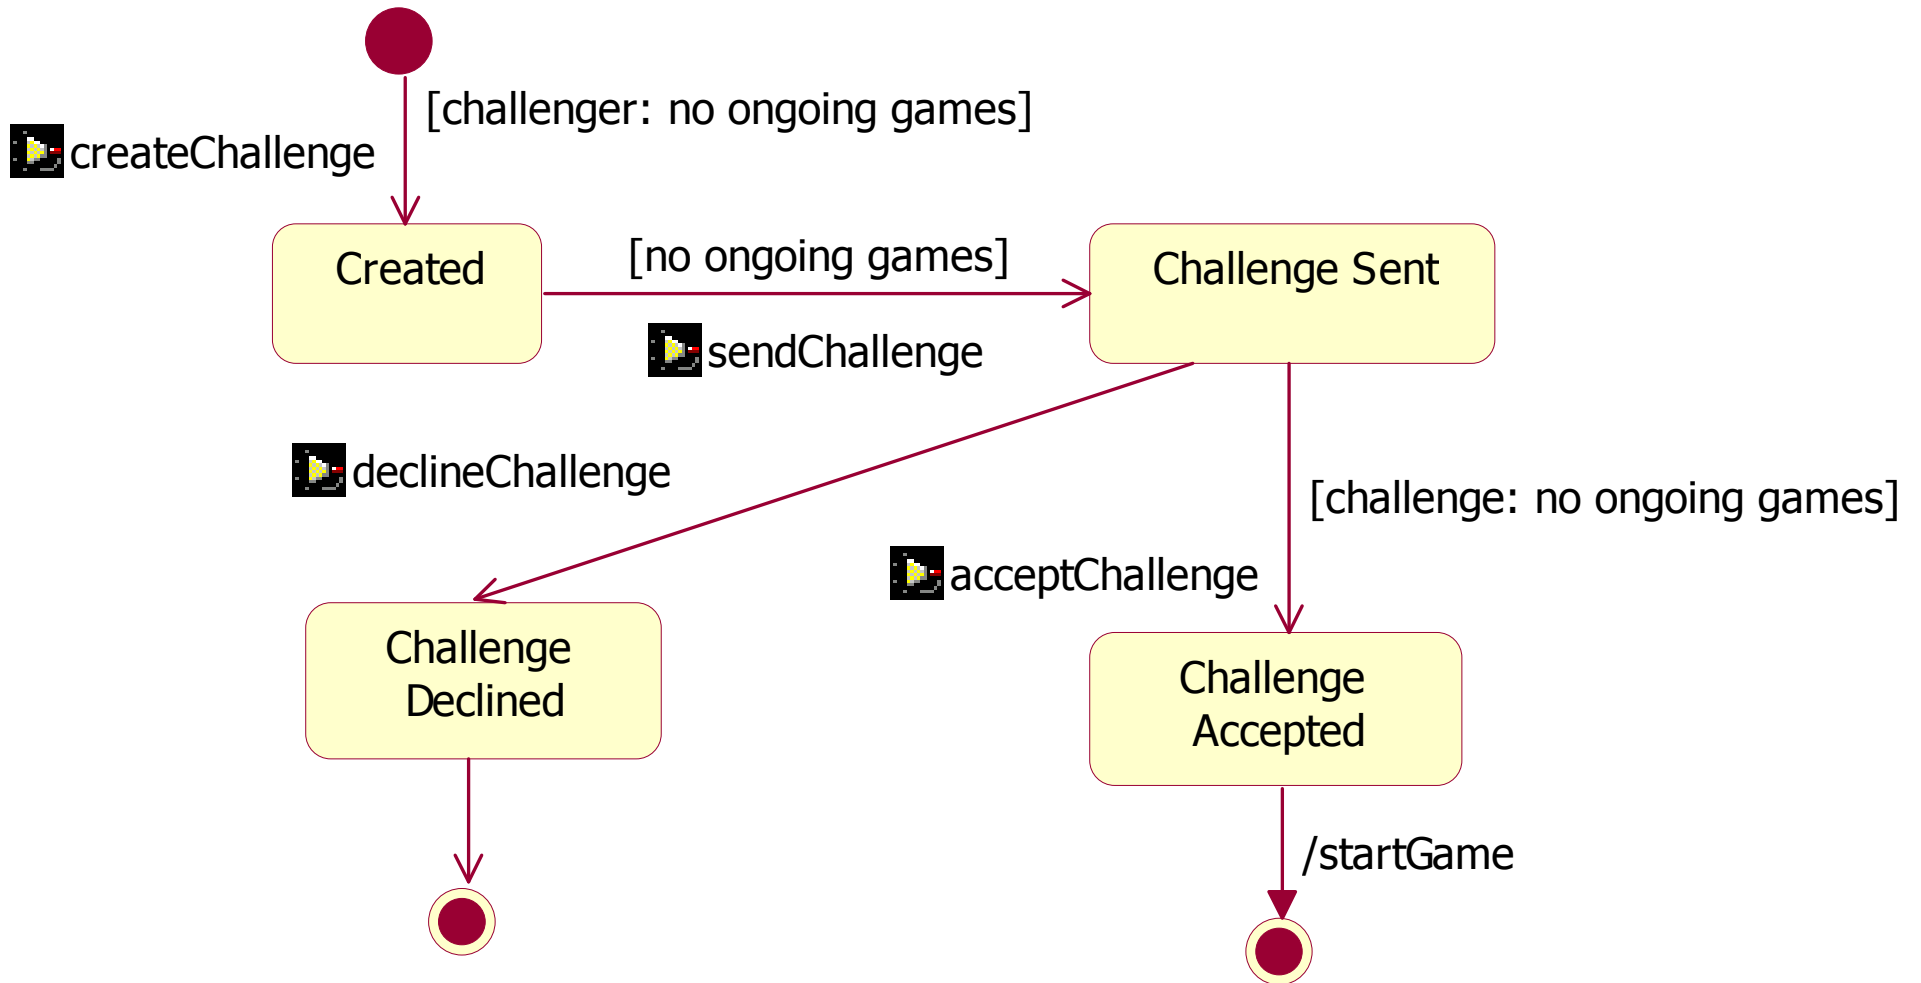 [challenger: no ongoing games]
createChallenge
Created
[no ongoing games]
Challenge Sent
sendChallenge
declineChallenge
[challenge: no ongoing games]
acceptChallenge
Challenge
Declined
Challenge
Accepted
/startGame